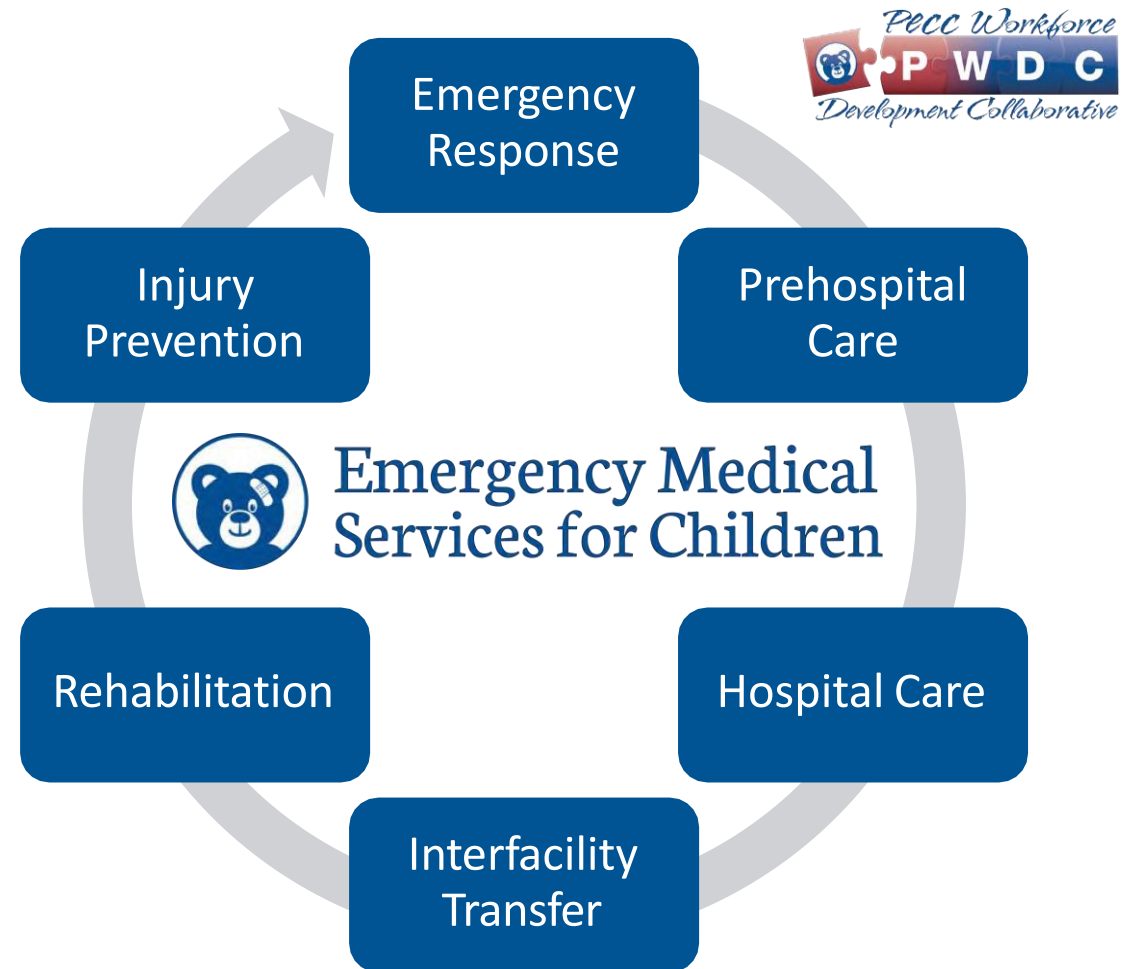 Pecc Workforce
P W D C
Development Collaborative
Emergency
Response
Prehospital
Care
Hospital Care
Interfacility
Transfer
Rehabilitation
Injury
Prevention
Emergency Medical
Services for Children